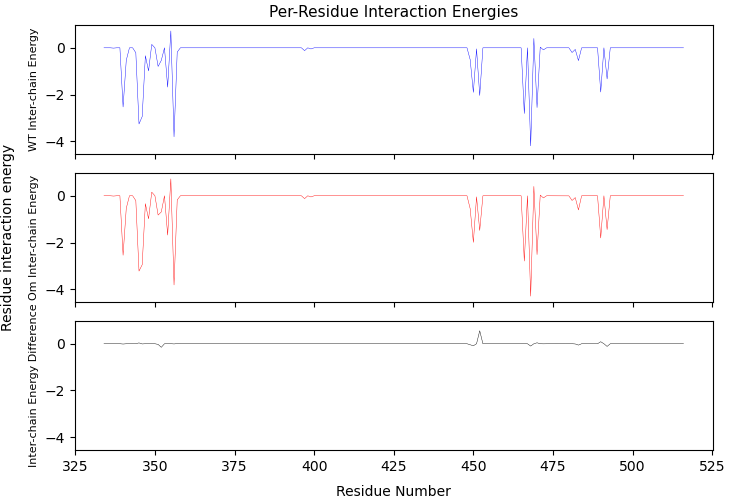 Per-Residue Interaction Energies
Residue interaction energy
WT Inter-chain Energy
0
−2
−4
Om Inter-chain Energy
0
−2
−4
Inter-chain Energy Difference
0
−2
−4
325 350 375 400 425 450 475 500 525
Residue Number